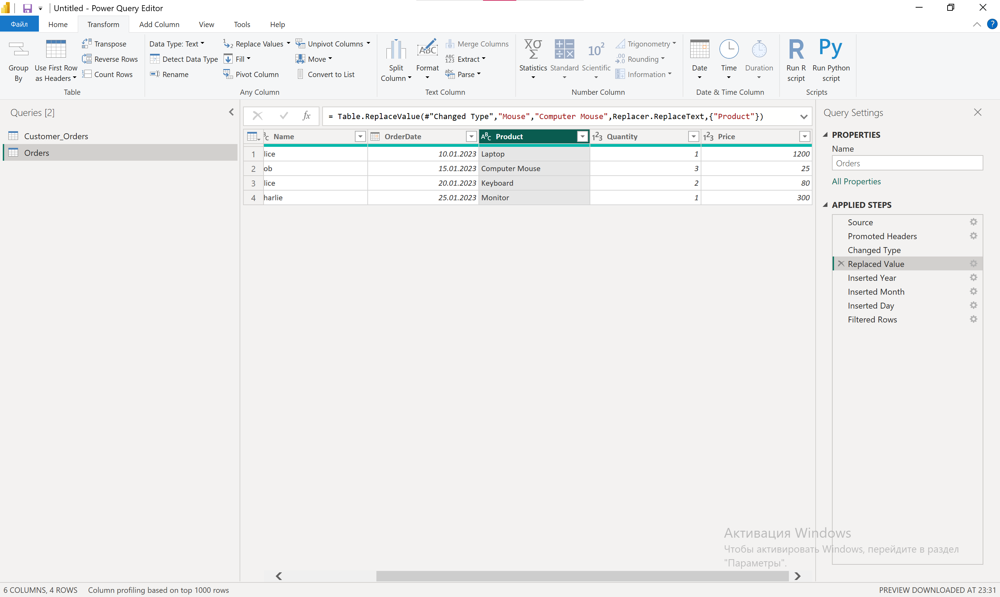 Untitled - Power Query Editor
Файл Home Transform Add Column View Tools Help
Group By
Use First Row as Headers
Transpose
Reverse Rows
Count Rows
Table
Data Type: Text
Detect Data Type
Rename
Replace Values
Fill
Pivot Column
Unpivot Columns
Move
Convert to List
Any Column
Split Column
Format
Merge Columns
Extract
Parse
Text Column
Statistics
Standard
Scientific
Trigonometry
Rounding
Information
Number Column
Date
Time
Duration
Date & Time Column
Run R script
Run Python script
Scripts
Queries [2]
Customer_Orders
Orders
= Table.ReplaceValue(#"Changed Type","Mouse","Computer Mouse",Replacer.ReplaceText,{"Product"})
Name OrderDate Product Quantity Price
1 lice 10.01.2023 Laptop 1 1200
2 ob 15.01.2023 Computer Mouse 3 25
3 lice 20.01.2023 Keyboard 2 80
4 harlie 25.01.2023 Monitor 1 300
Query Settings
PROPERTIES
Name
Orders
All Properties
APPLIED STEPS
Source
Promoted Headers
Changed Type
Replaced Value
Inserted Year
Inserted Month
Inserted Day
Filtered Rows
Активация Windows
Чтобы активировать Windows, перейдите в раздел
"Параметры".
6 COLUMNS, 4 ROWS Column profiling based on top 1000 rows
PREVIEW DOWNLOADED AT 23:31